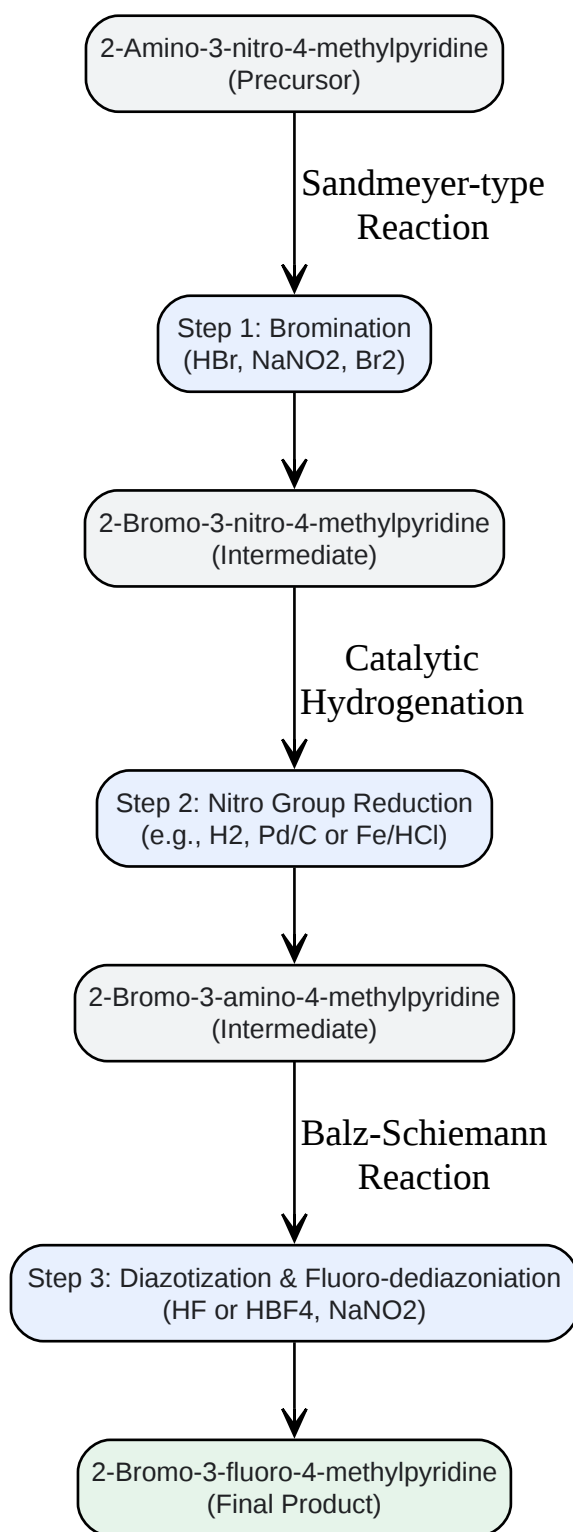 2-Amino-3-nitro-4-methylpyridine
(Precursor)
Sandmeyer-type
Reaction
Step 1: Bromination
(HBr, NaNO2, Br2)
2-Bromo-3-nitro-4-methylpyridine
(Intermediate)
Catalytic
Hydrogenation
Step 2: Nitro Group Reduction
(e.g., H2, Pd/C or Fe/HCl)
2-Bromo-3-amino-4-methylpyridine
(Intermediate)
Balz-Schiemann
Reaction
Step 3: Diazotization & Fluoro-dediazoniation
(HF or HBF4, NaNO2)
2-Bromo-3-fluoro-4-methylpyridine
(Final Product)